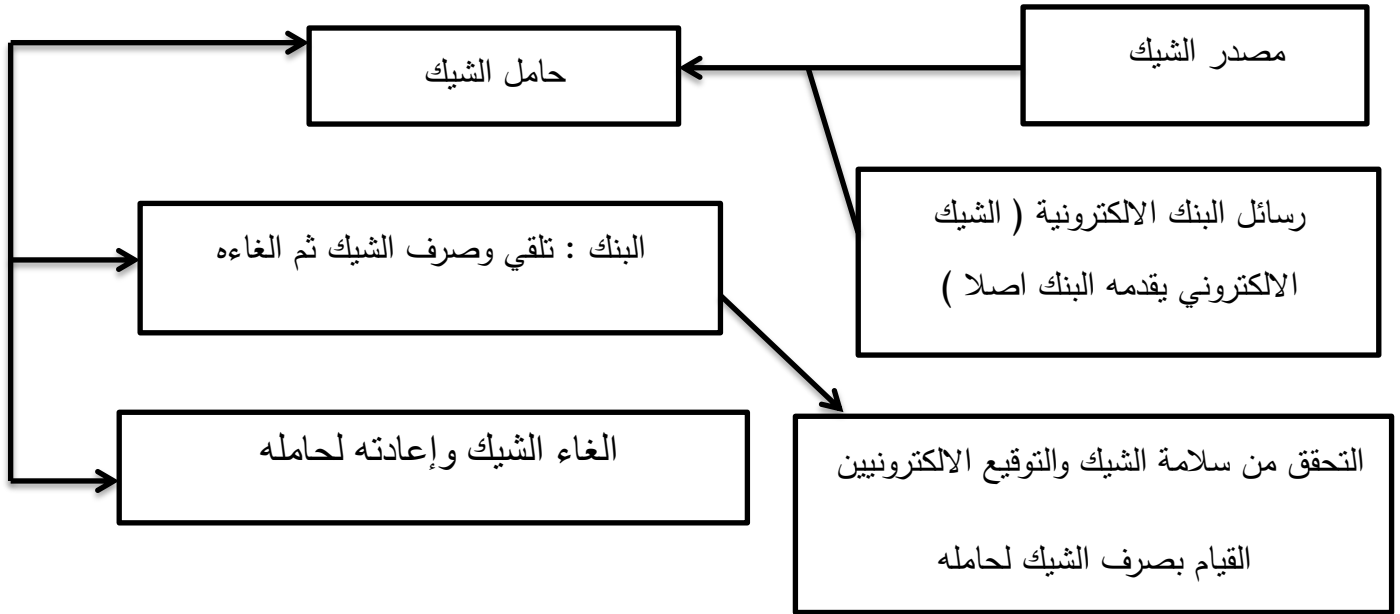 مصدر الشيك
حامل الشيك
رسائل البنك الالكترونية ( الشيك
الالكتروني يقدمه البنك اصلا )
البنك : تلقي وصرف الشيك ثم الغاءه
الغاء الشيك وإعادته لحامله
التحقق من سلامة الشيك والتوقيع الالكترونيين
القيام بصرف الشيك لحامله